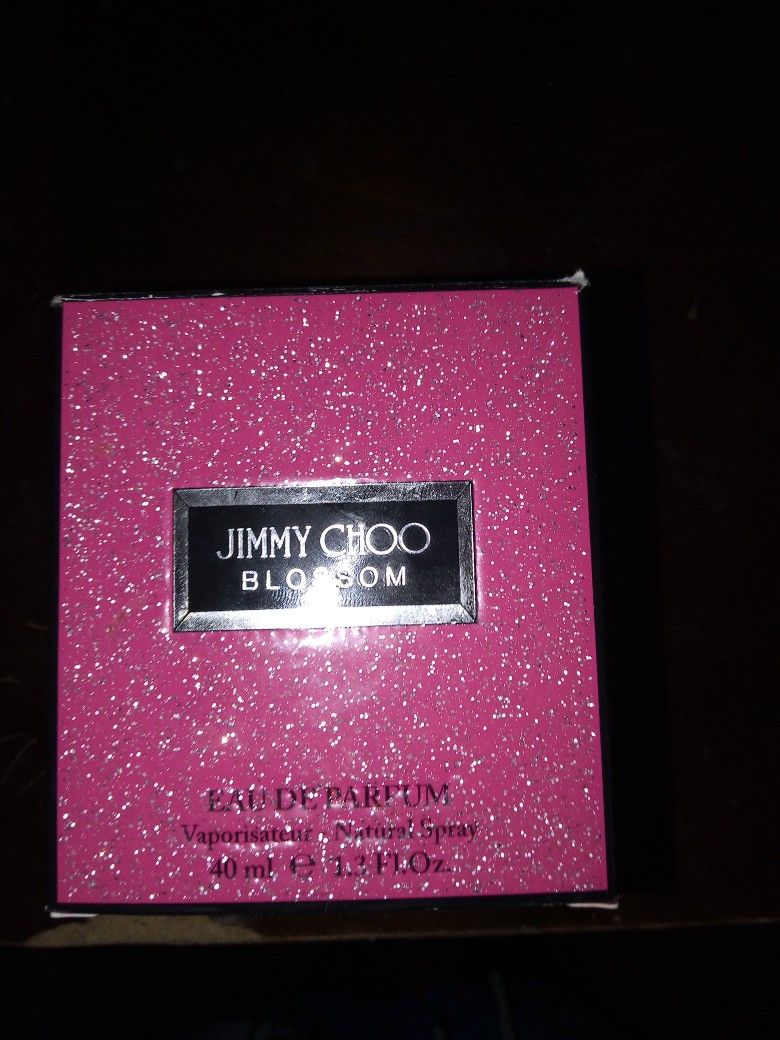 JIMMY CHOO
BLOSSOM
EAU DE PARFUM
Vaporisateur - Natural Spray
40 ml ℮ 1.3 Fl.Oz.